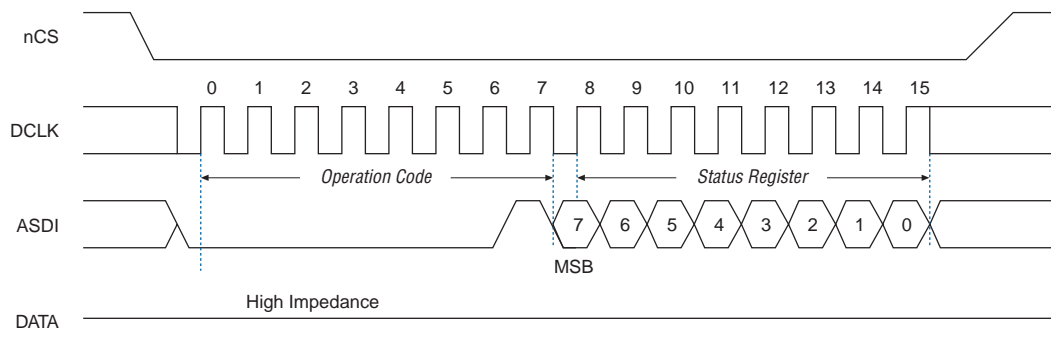 nCS
0 1 2 3 4 5 6 7 8 9 10 11 12 13 14 15
DCLK
Operation Code Status Register
ASDI 7 6 5 4 3 2 1 0
MSB
High Impedance
DATA